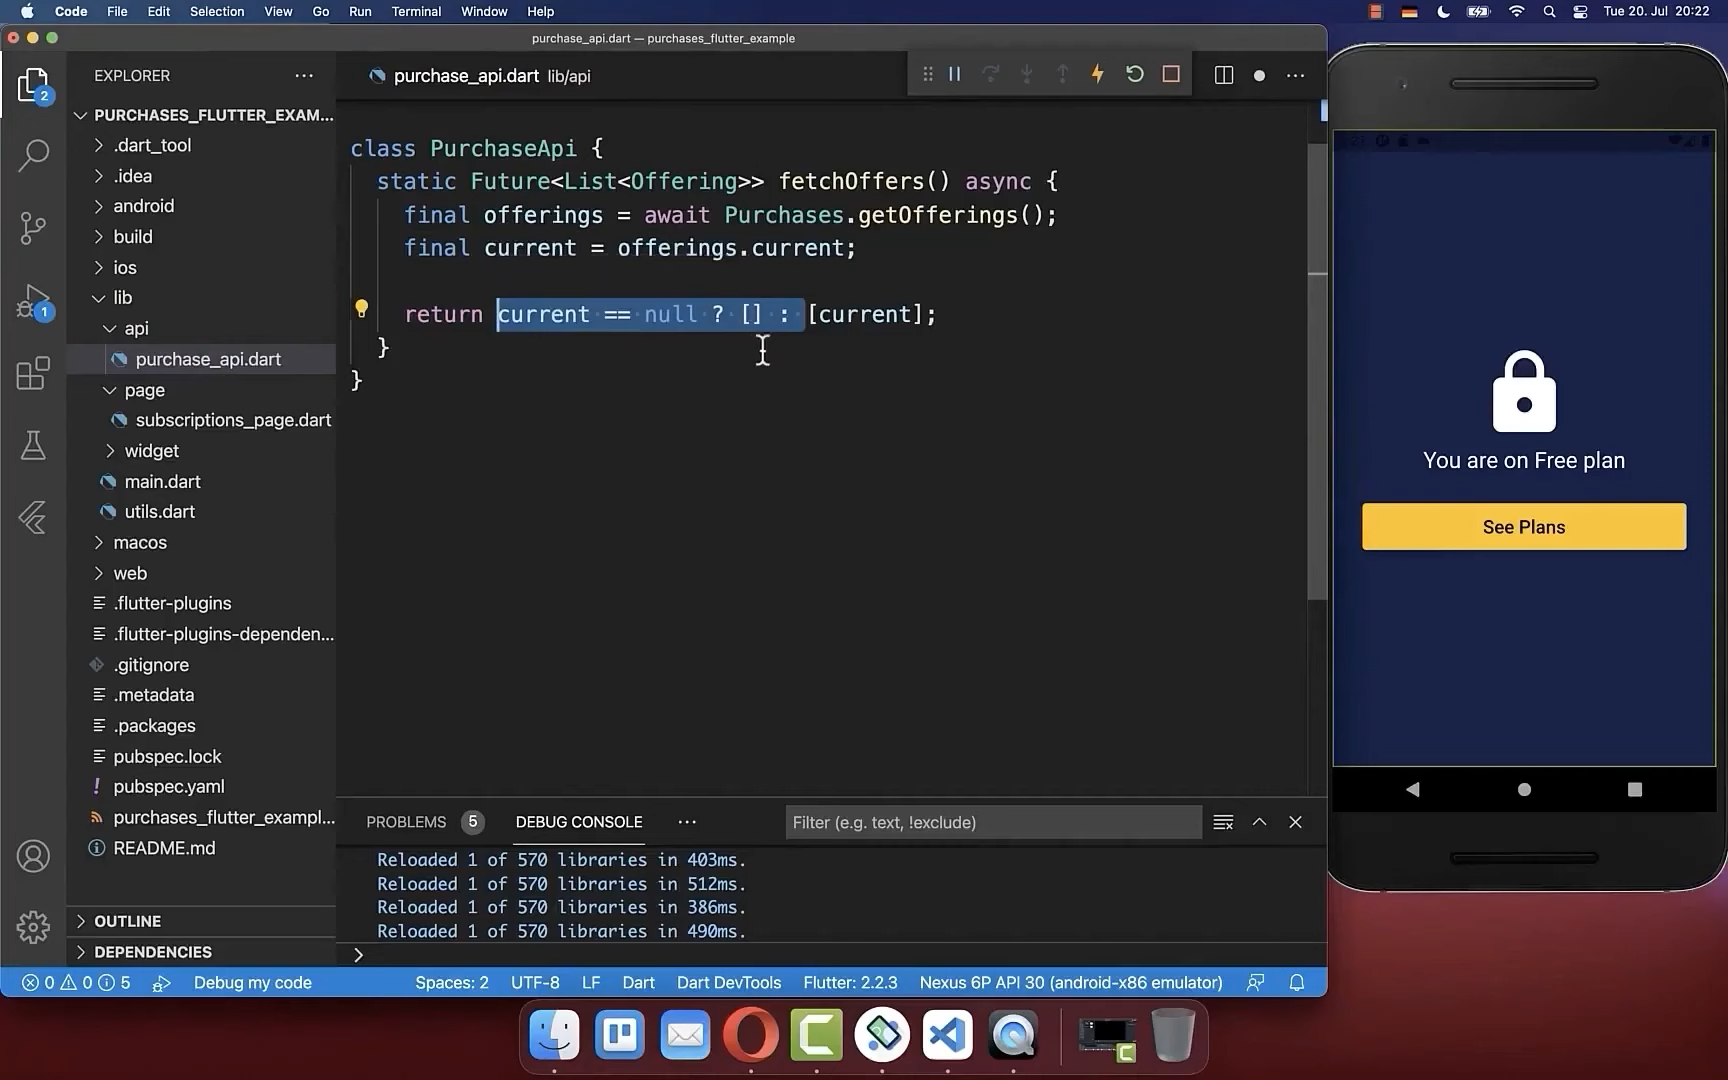 Code File Edit Selection View Go Run Terminal Window Help
Tue 20. Jul 20:22
purchase_api.dart — purchases_flutter_example
EXPLORER
2
PURCHASES_FLUTTER_EXAM...
.dart_tool
.idea
android
build
ios
lib
1
api
purchase_api.dart
page
subscriptions_page.dart
widget
main.dart
utils.dart
macos
web
.flutter-plugins
.flutter-plugins-dependen...
.gitignore
.metadata
.packages
pubspec.lock
pubspec.yaml
purchases_flutter_exampl...
README.md
OUTLINE
DEPENDENCIES
purchase_api.dart lib/api
class PurchaseApi {
static Future<List<Offering>> fetchOffers() async {
final offerings = await Purchases.getOfferings();
final current = offerings.current;
return current == null ? [] : [current];
}
}
PROBLEMS 5 DEBUG CONSOLE
Filter (e.g. text, !exclude)
Reloaded 1 of 570 libraries in 403ms.
Reloaded 1 of 570 libraries in 512ms.
Reloaded 1 of 570 libraries in 386ms.
Reloaded 1 of 570 libraries in 490ms.
0 0 5 Debug my code Spaces: 2 UTF-8 LF Dart Dart DevTools Flutter: 2.2.3 Nexus 6P API 30 (android-x86 emulator)
You are on Free plan
See Plans